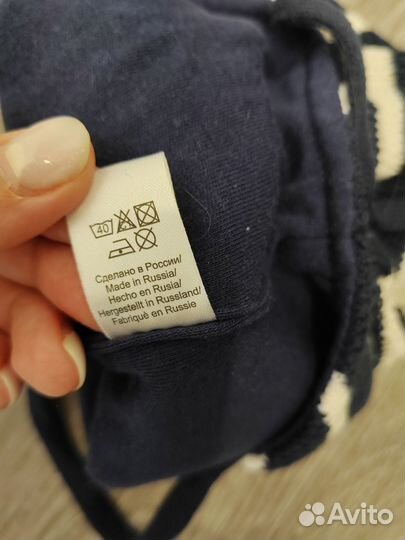 40
Сделано в России/
Made in Russia/
Hecho en Rusia/
Hergestellt in Russland/
Fabriqué en Russie
Avito